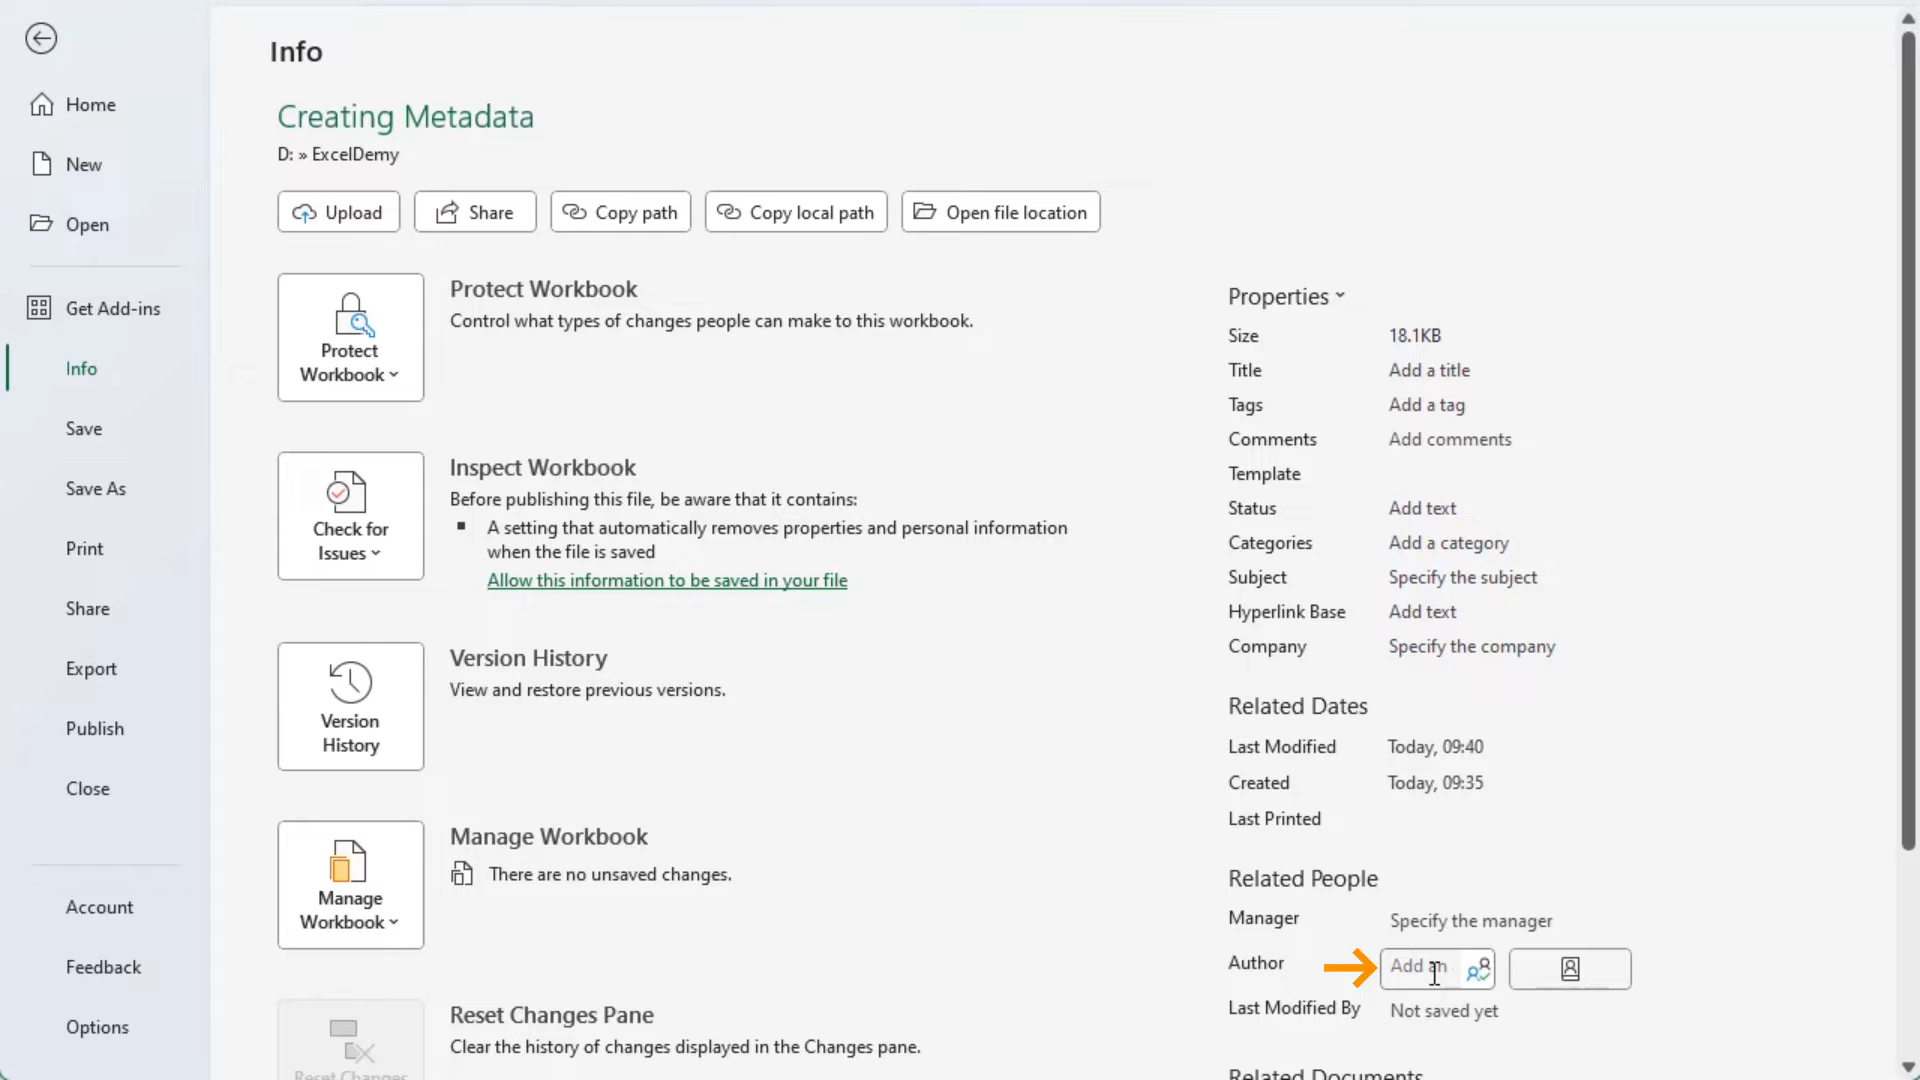 Info
Creating Metadata
D: » ExcelDemy
Home
New
Open
Get Add-ins
Info
Save
Save As
Print
Share
Export
Publish
Close
Account
Feedback
Options
Upload
Share
Copy path
Copy local path
Open file location
Protect
Workbook
Protect Workbook
Control what types of changes people can make to this workbook.
Check for
Issues
Inspect Workbook
Before publishing this file, be aware that it contains:
▪ A setting that automatically removes properties and personal information
when the file is saved
Allow this information to be saved in your file
Version
History
Version History
View and restore previous versions.
Manage
Workbook
Manage Workbook
There are no unsaved changes.
Reset Changes
Reset Changes Pane
Clear the history of changes displayed in the Changes pane.
Properties
Size 18.1KB
Title Add a title
Tags Add a tag
Comments Add comments
Template
Status Add text
Categories Add a category
Subject Specify the subject
Hyperlink Base Add text
Company Specify the company
Related Dates
Last Modified Today, 09:40
Created Today, 09:35
Last Printed
Related People
Manager Specify the manager
Author Add an
Last Modified By Not saved yet
Related Documents